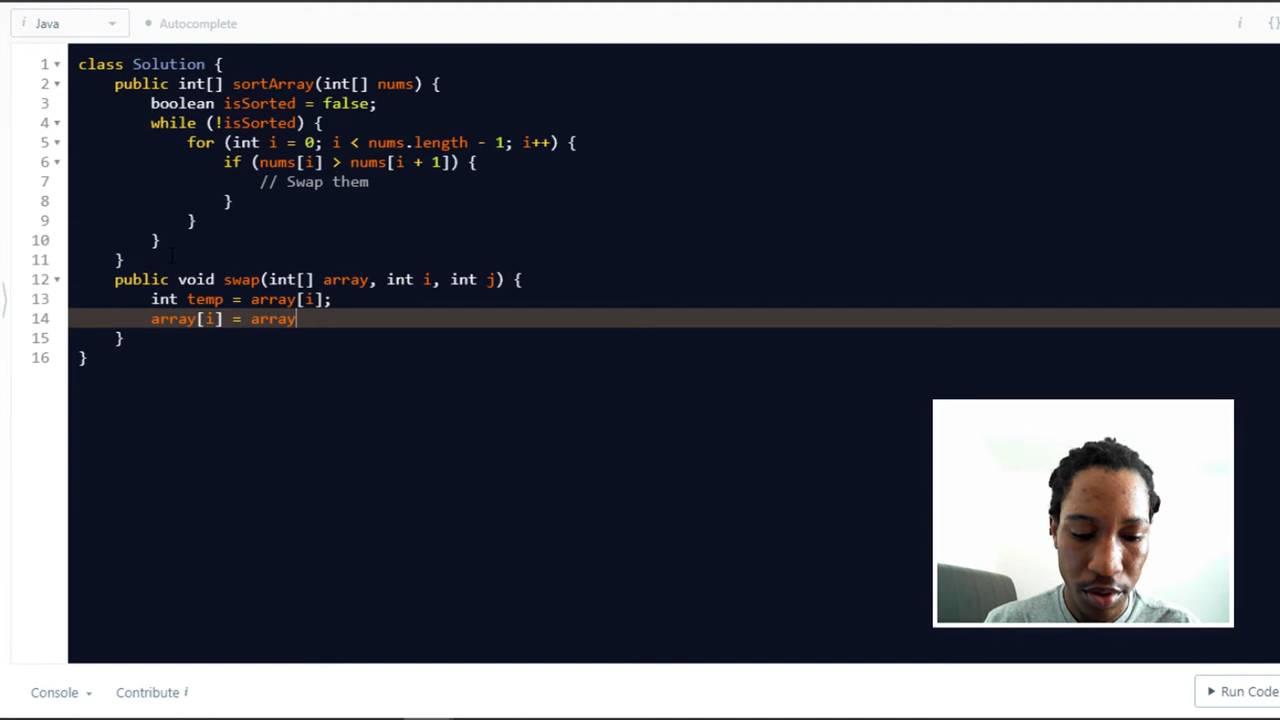 i Java Autocomplete i {}
1 class Solution {
2 public int[] sortArray(int[] nums) {
3 boolean isSorted = false;
4 while (!isSorted) {
5 for (int i = 0; i < nums.length - 1; i++) {
6 if (nums[i] > nums[i + 1]) {
7 // Swap them
8 }
9 }
10 }
11 }
12 public void swap(int[] array, int i, int j) {
13 int temp = array[i];
14 array[i] = array
15 }
16 }
Console Contribute i Run Code